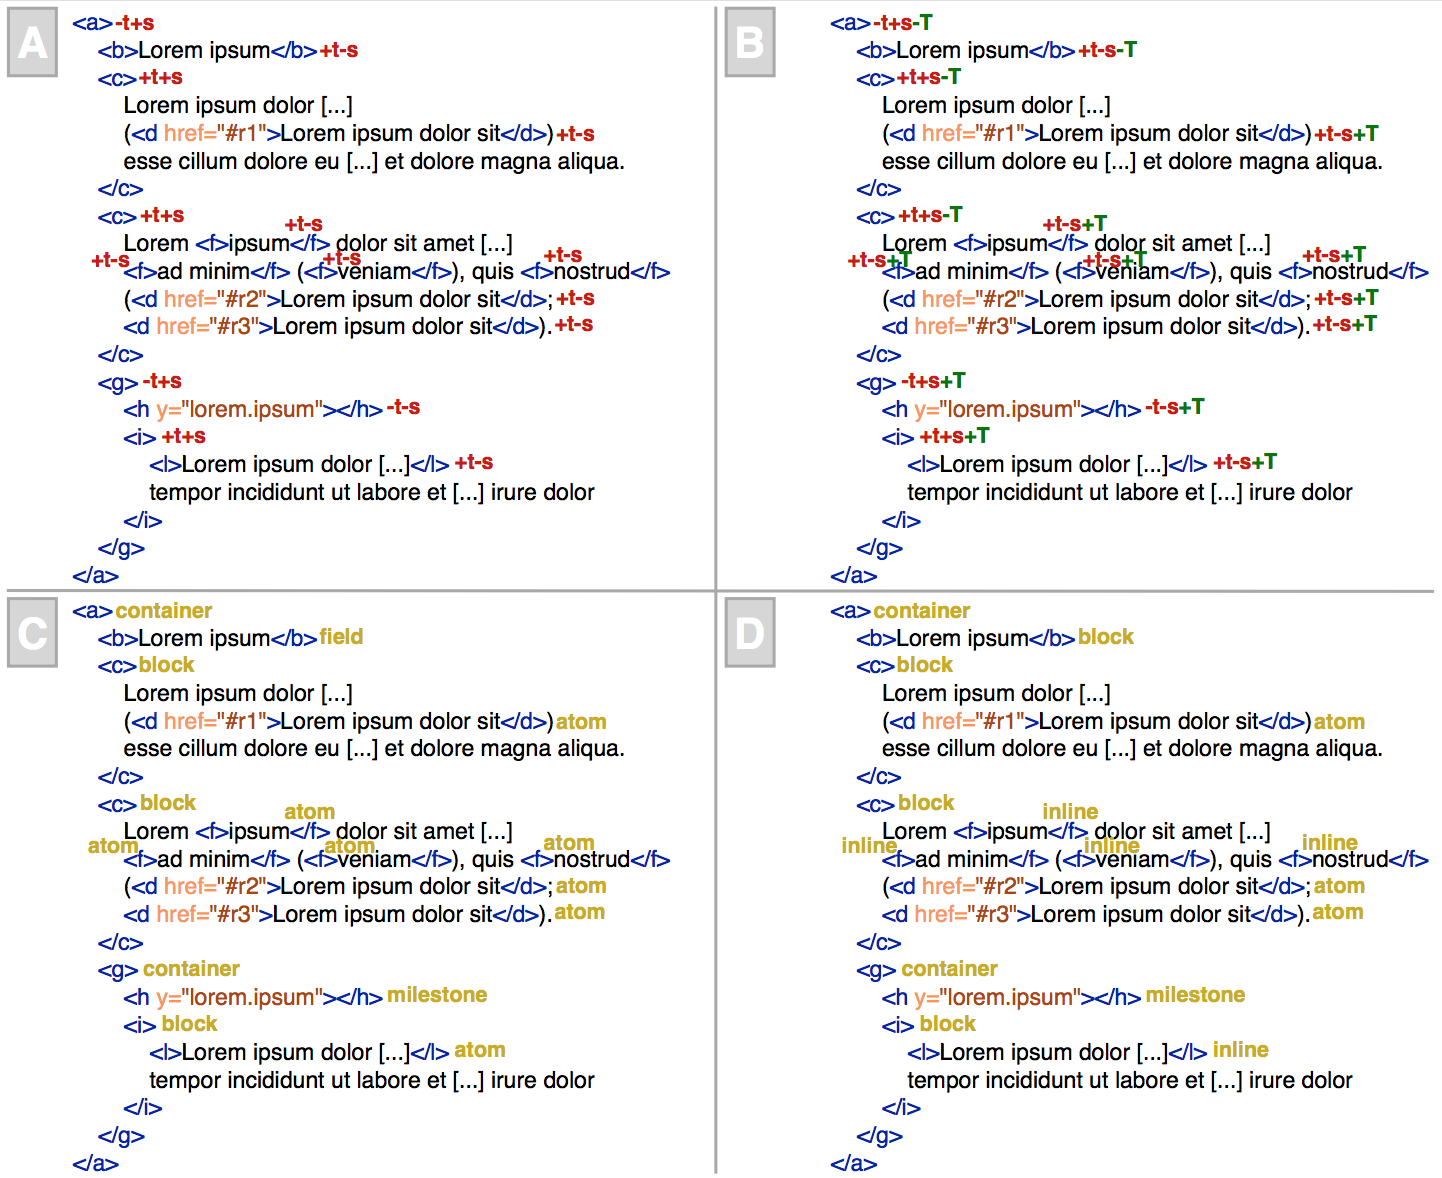 A
<a>-t+s
<b>Lorem ipsum</b>+t-s
<c>+t+s
Lorem ipsum dolor [...]
(<d href="#r1">Lorem ipsum dolor sit</d>)+t-s
esse cillum dolore eu [...] et dolore magna aliqua.
</c>
<c>+t+s
+t-s
Lorem <f>ipsum</f> dolor sit amet [...]
+t-s +t-s +t-s
<f>ad minim</f> (<f>veniam</f>), quis <f>nostrud</f>
(<d href="#r2">Lorem ipsum dolor sit</d>;+t-s
<d href="#r3">Lorem ipsum dolor sit</d>).+t-s
</c>
<g>-t+s
<h y="lorem.ipsum"></h>-t-s
<i>+t+s
<l>Lorem ipsum dolor [...]</l>+t-s
tempor incididunt ut labore et [...] irure dolor
</i>
</g>
</a>
B
<a>-t+s-T
<b>Lorem ipsum</b>+t-s-T
<c>+t+s-T
Lorem ipsum dolor [...]
(<d href="#r1">Lorem ipsum dolor sit</d>)+t-s+T
esse cillum dolore eu [...] et dolore magna aliqua.
</c>
<c>+t+s-T
+t-s+T
Lorem <f>ipsum</f> dolor sit amet [...]
+t-s+T +t-s+T +t-s+T
<f>ad minim</f> (<f>veniam</f>), quis <f>nostrud</f>
(<d href="#r2">Lorem ipsum dolor sit</d>;+t-s+T
<d href="#r3">Lorem ipsum dolor sit</d>).+t-s+T
</c>
<g>-t+s+T
<h y="lorem.ipsum"></h>-t-s+T
<i>+t+s+T
<l>Lorem ipsum dolor [...]</l>+t-s+T
tempor incididunt ut labore et [...] irure dolor
</i>
</g>
</a>
C
<a>container
<b>Lorem ipsum</b>field
<c>block
Lorem ipsum dolor [...]
(<d href="#r1">Lorem ipsum dolor sit</d>)atom
esse cillum dolore eu [...] et dolore magna aliqua.
</c>
<c>block
atom
Lorem <f>ipsum</f> dolor sit amet [...]
atom atom atom
<f>ad minim</f> (<f>veniam</f>), quis <f>nostrud</f>
(<d href="#r2">Lorem ipsum dolor sit</d>;atom
<d href="#r3">Lorem ipsum dolor sit</d>).atom
</c>
<g>container
<h y="lorem.ipsum"></h>milestone
<i>block
<l>Lorem ipsum dolor [...]</l>atom
tempor incididunt ut labore et [...] irure dolor
</i>
</g>
</a>
D
<a>container
<b>Lorem ipsum</b>block
<c>block
Lorem ipsum dolor [...]
(<d href="#r1">Lorem ipsum dolor sit</d>)atom
esse cillum dolore eu [...] et dolore magna aliqua.
</c>
<c>block
inline
Lorem <f>ipsum</f> dolor sit amet [...]
inline inline inline
<f>ad minim</f> (<f>veniam</f>), quis <f>nostrud</f>
(<d href="#r2">Lorem ipsum dolor sit</d>;atom
<d href="#r3">Lorem ipsum dolor sit</d>).atom
</c>
<g>container
<h y="lorem.ipsum"></h>milestone
<i>block
<l>Lorem ipsum dolor [...]</l>inline
tempor incididunt ut labore et [...] irure dolor
</i>
</g>
</a>